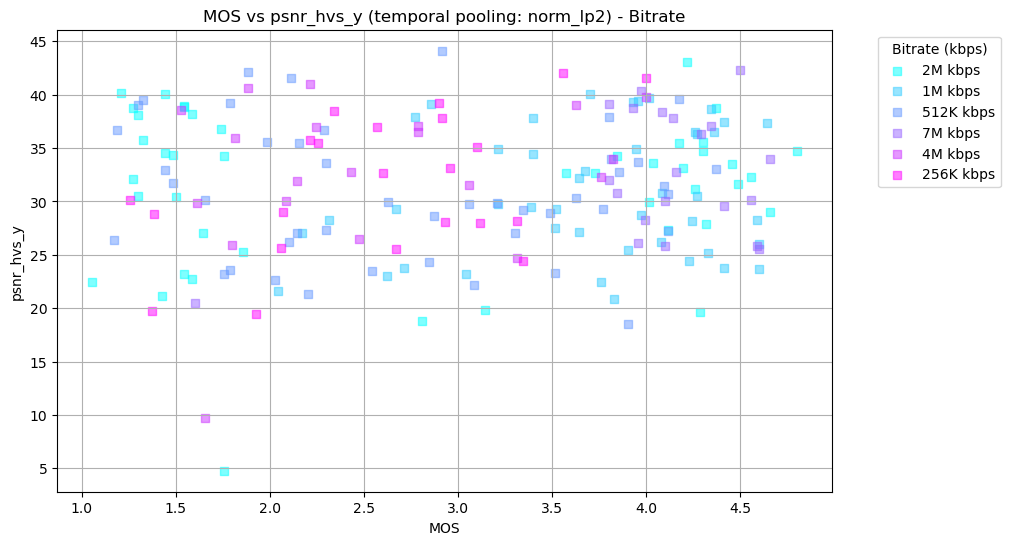 MOS vs psnr_hvs_y (temporal pooling: norm_lp2) - Bitrate
45
40
35
30
25
20
15
10
5
psnr_hvs_y
1.0 1.5 2.0 2.5 3.0 3.5 4.0 4.5
MOS
Bitrate (kbps)
2M kbps
1M kbps
512K kbps
7M kbps
4M kbps
256K kbps